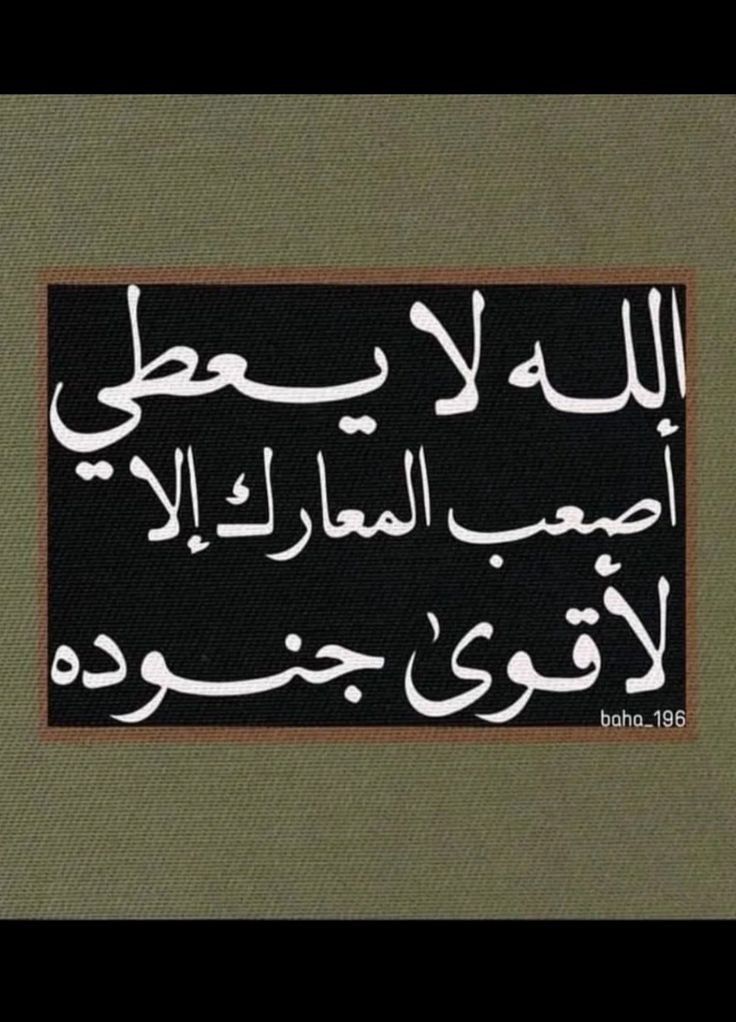 الله لا يعطي
أصعب المعارك إلا
لأقوىٰ جنوده
baha_196